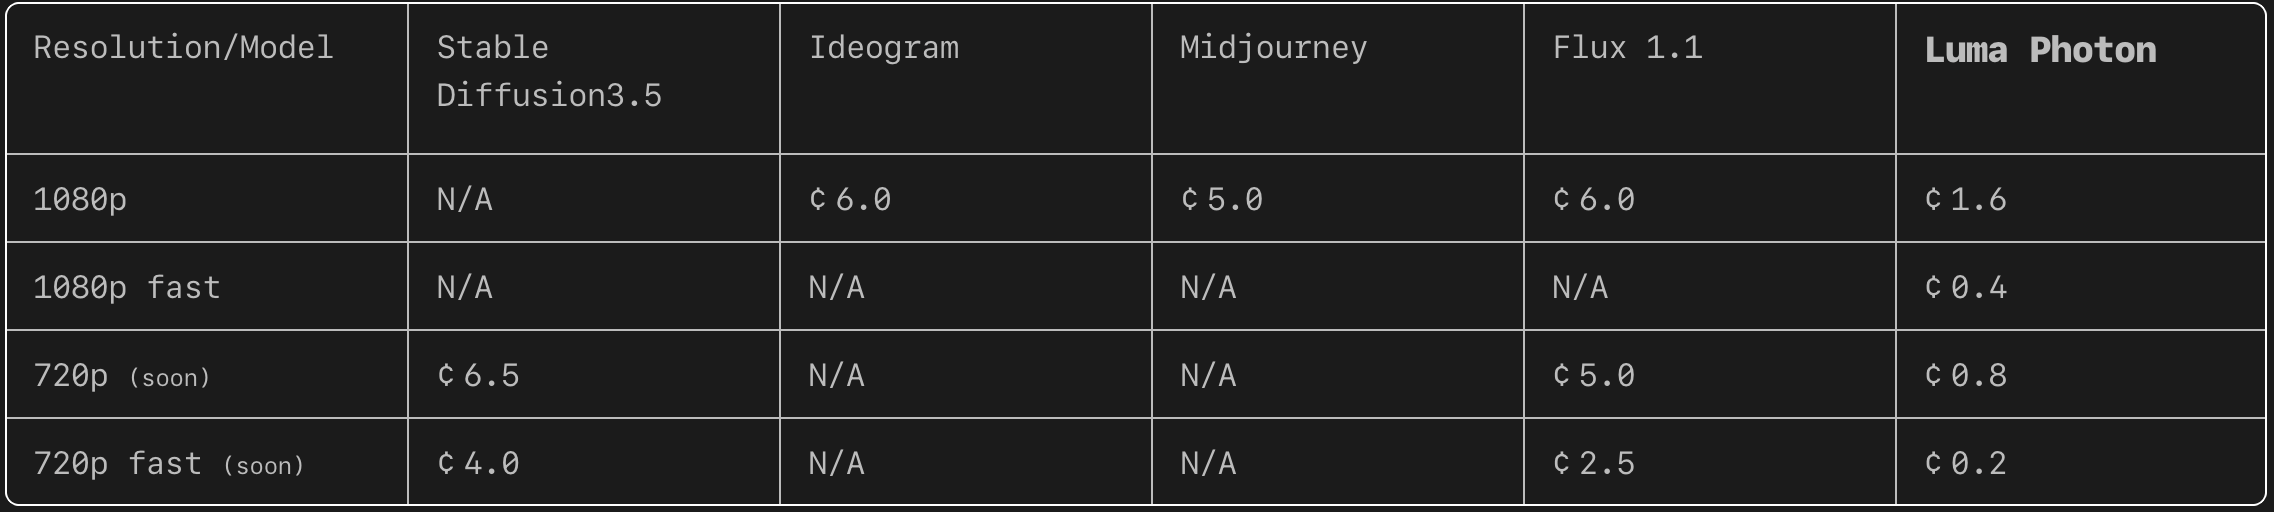 Resolution/Model Stable Ideogram Midjourney Flux 1.1 Luma Photon
Diffusion3.5
1080p N/A ¢6.0 ¢5.0 ¢6.0 ¢1.6
1080p fast N/A N/A N/A N/A ¢0.4
720p (soon) ¢6.5 N/A N/A ¢5.0 ¢0.8
720p fast (soon) ¢4.0 N/A N/A ¢2.5 ¢0.2